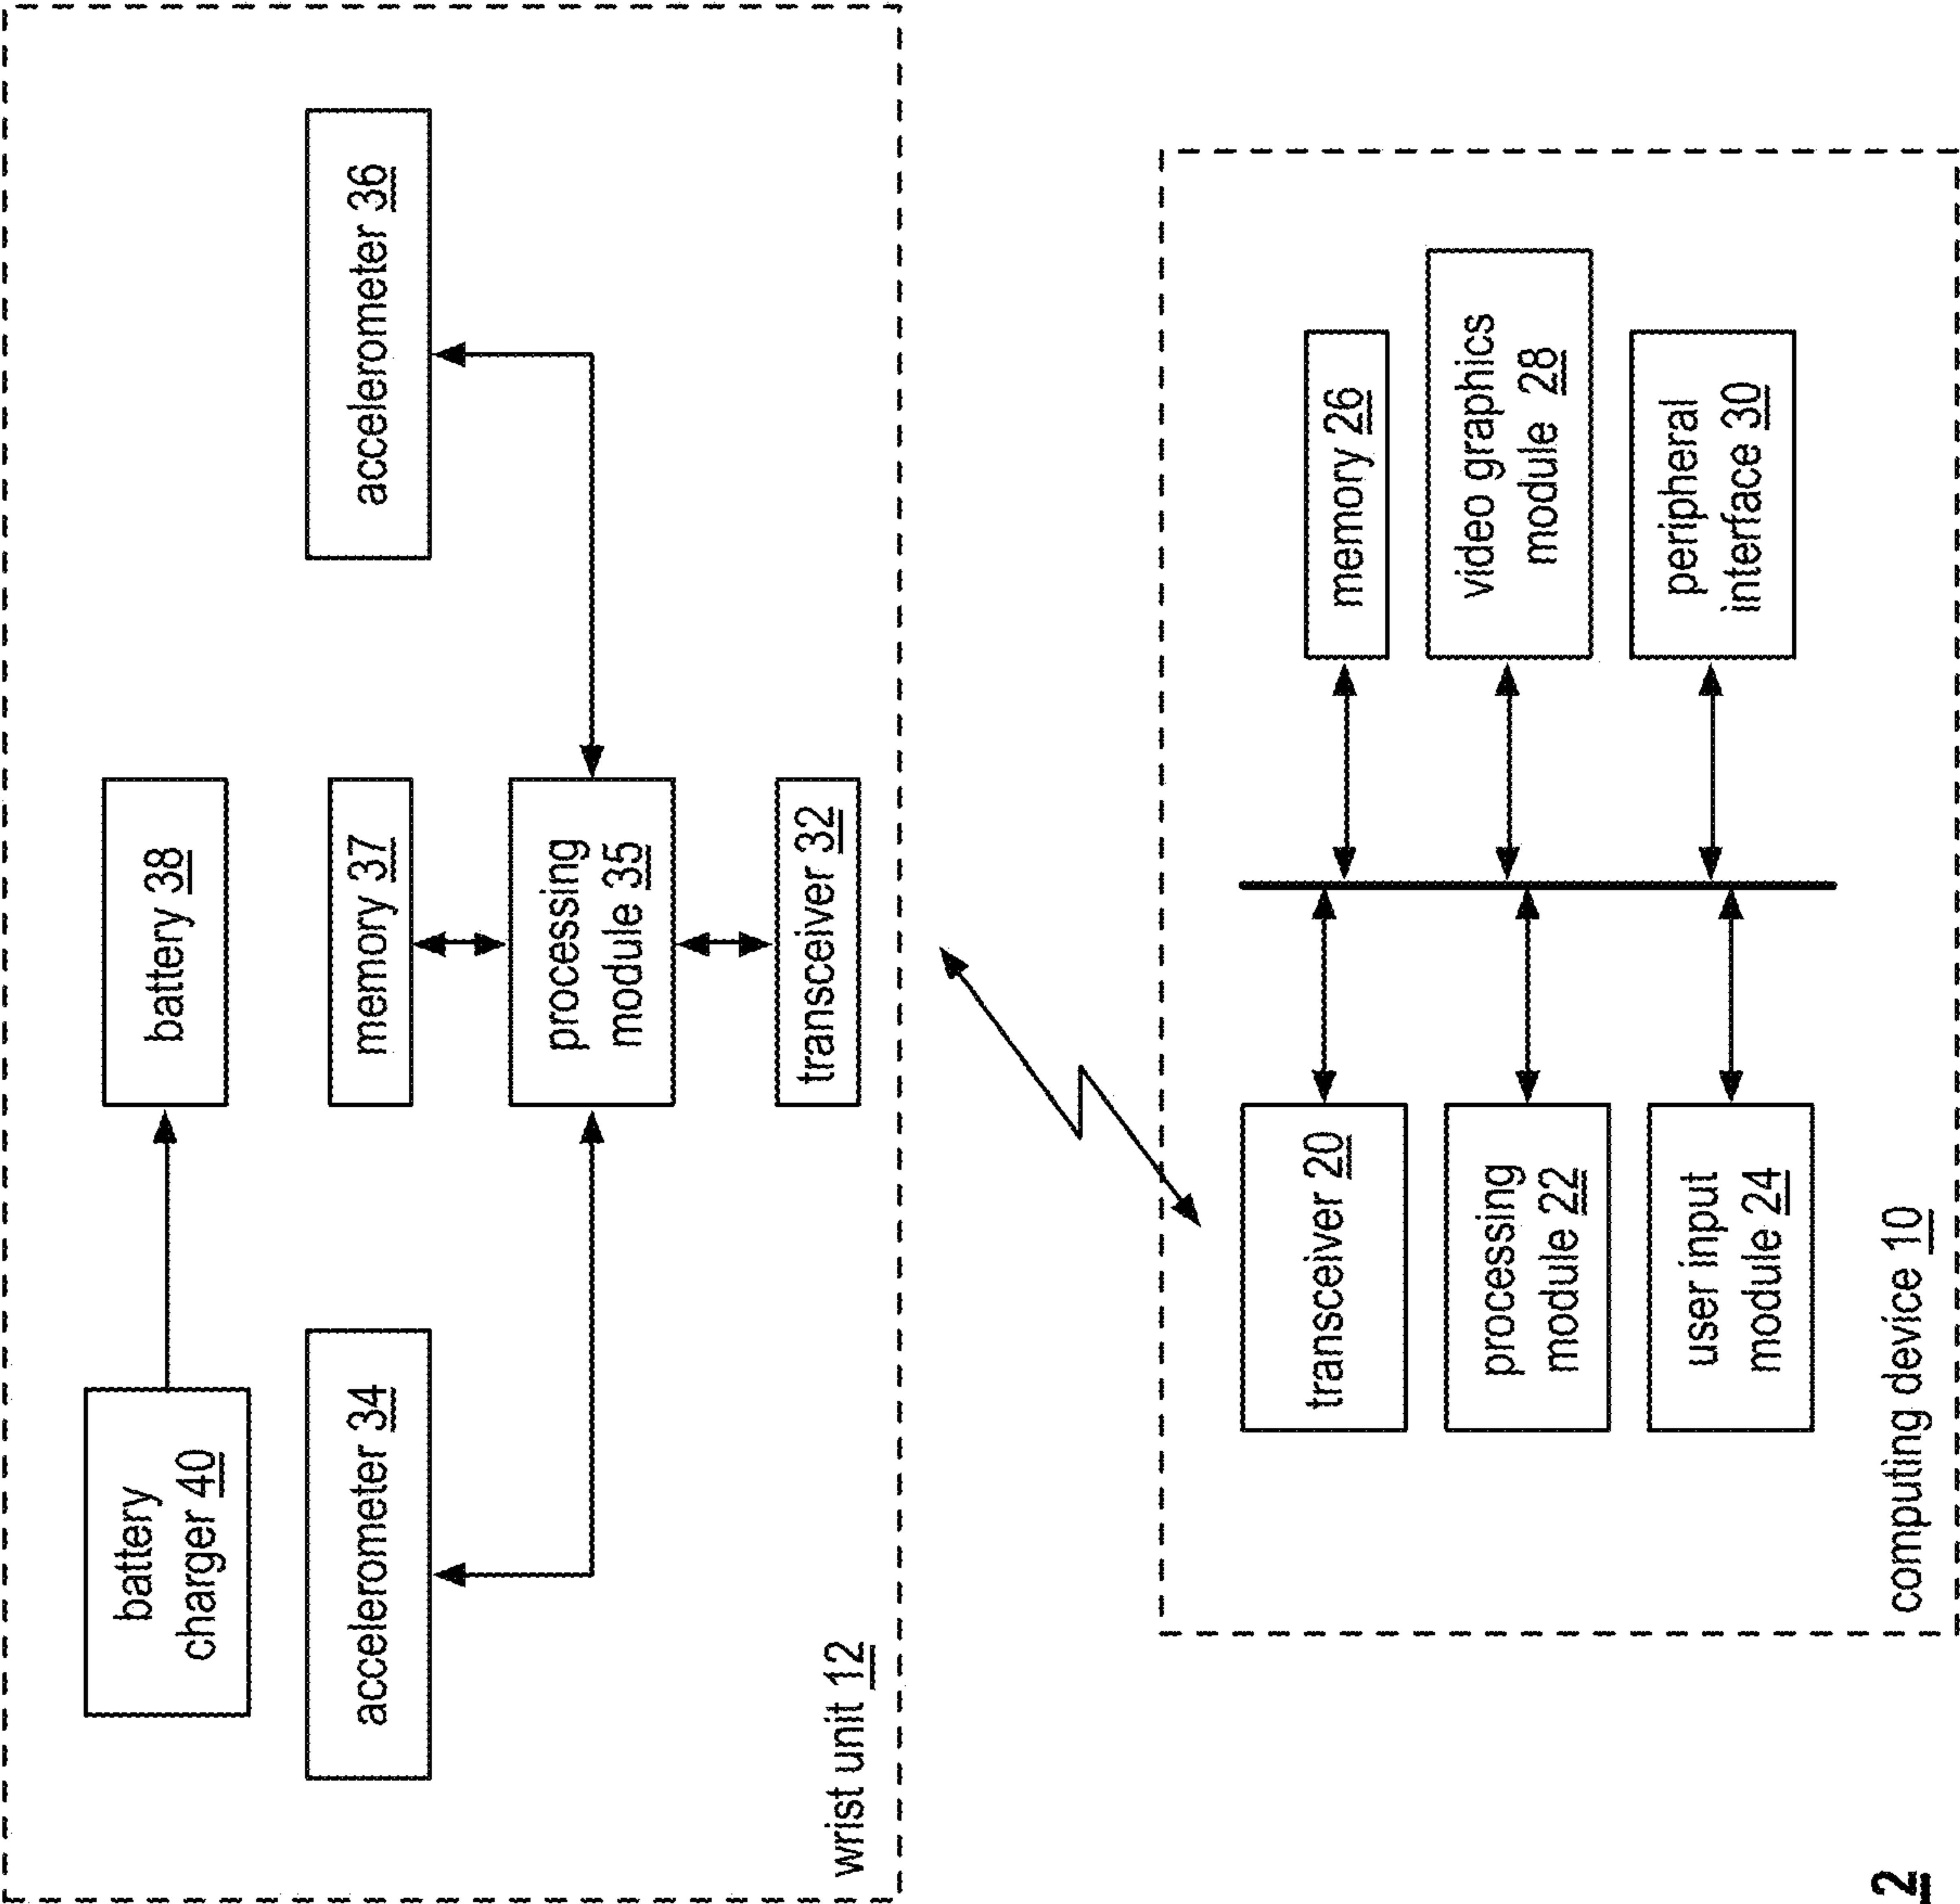 battery
charger 40
battery 38
accelerometer 34
memory 37
accelerometer 36
processing
module 35
transceiver 32
wrist unit 12
transceiver 20
memory 26
processing
module 22
video graphics
module 28
user input
module 24
peripheral
interface 30
computing device 10
2